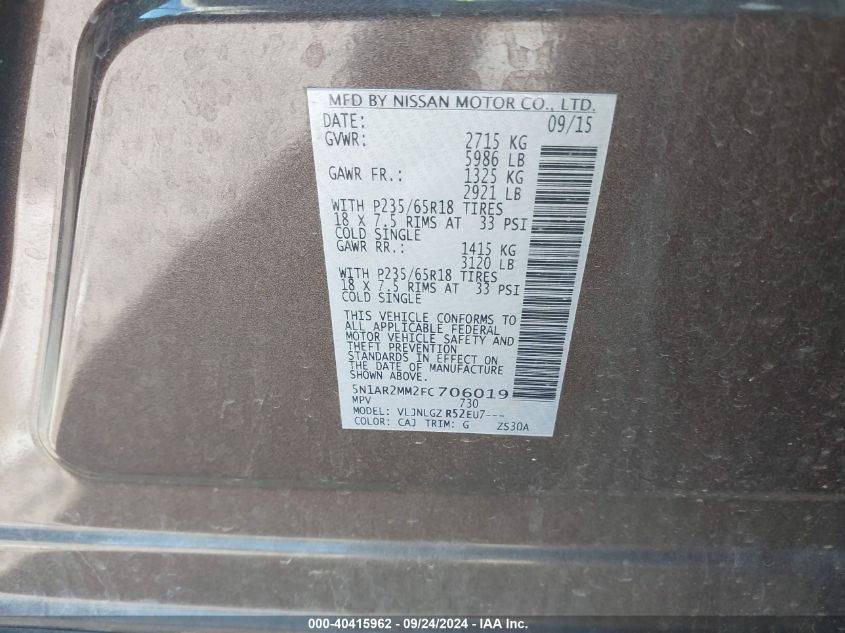 MFD BY NISSAN MOTOR CO., LTD.
DATE: 09/15
GVWR: 2715 KG
5986 LB
GAWR FR.: 1325 KG
2921 LB
WITH P235/65R18 TIRES
18 X 7.5 RIMS AT 33 PSI
COLD SINGLE
GAWR RR.: 1415 KG
3120 LB
WITH P235/65R18 TIRES
18 X 7.5 RIMS AT 33 PSI
COLD SINGLE
THIS VEHICLE CONFORMS TO
ALL APPLICABLE FEDERAL
MOTOR VEHICLE SAFETY AND
THEFT PREVENTION
STANDARDS IN EFFECT ON
THE DATE OF MANUFACTURE
SHOWN ABOVE.
5N1AR2MM2FC706019
MPV 730
MODEL: VLJNLGZ R52EU7---
COLOR: CAJ TRIM: G ZS30A
000-40415962 - 09/24/2024 - IAA Inc.